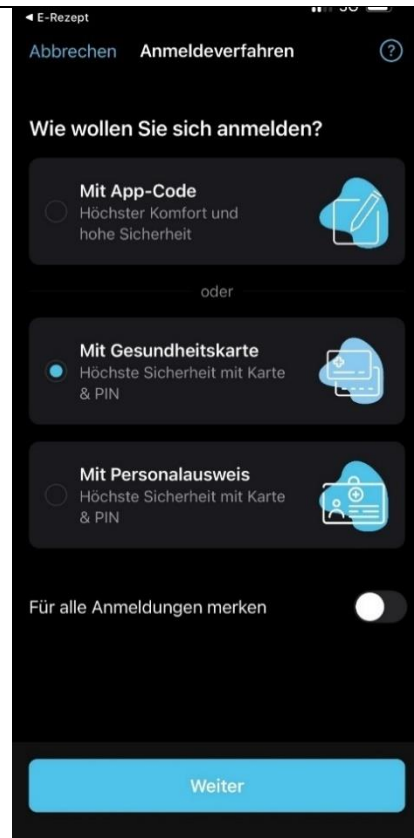 ◀ E-Rezept
Abbrechen Anmeldeverfahren ?
Wie wollen Sie sich anmelden?
Mit App-Code
Höchster Komfort und
hohe Sicherheit
oder
Mit Gesundheitskarte
Höchste Sicherheit mit Karte
& PIN
Mit Personalausweis
Höchste Sicherheit mit Karte
& PIN
Für alle Anmeldungen merken
Weiter